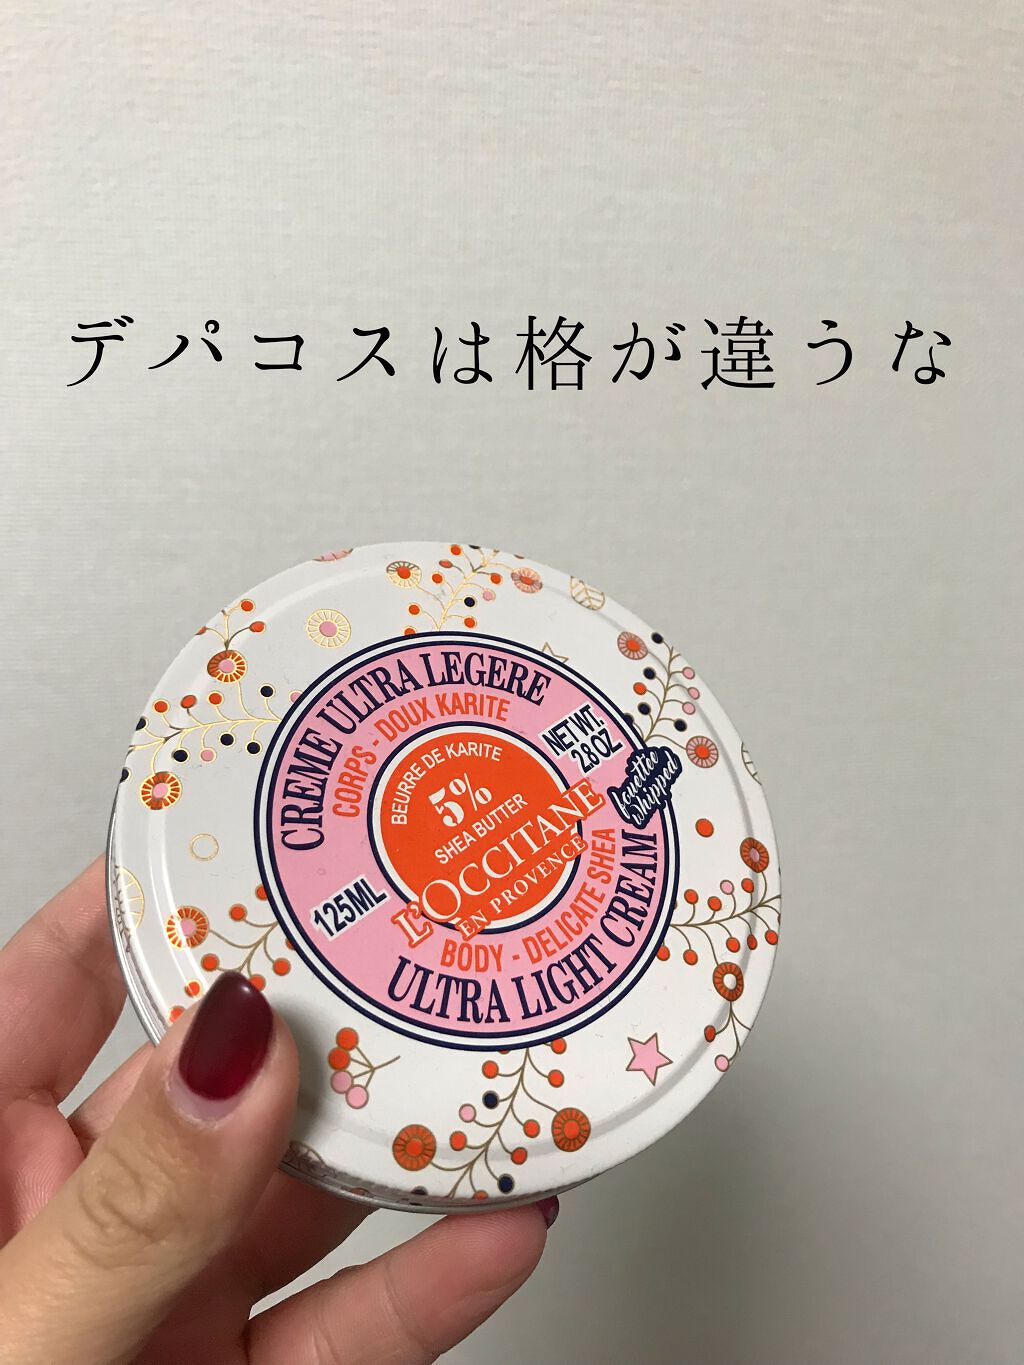 デパコスは格が違うな
CREME ULTRA LEGERE
CORPS - DOUX KARITE
NET WT.
2.8 OZ
fouettée
whipped
BEURRE DE KARITE
5%
SHEA BUTTER
L'OCCITANE
EN PROVENCE
125ML
BODY - DELICATE SHEA
ULTRA LIGHT CREAM